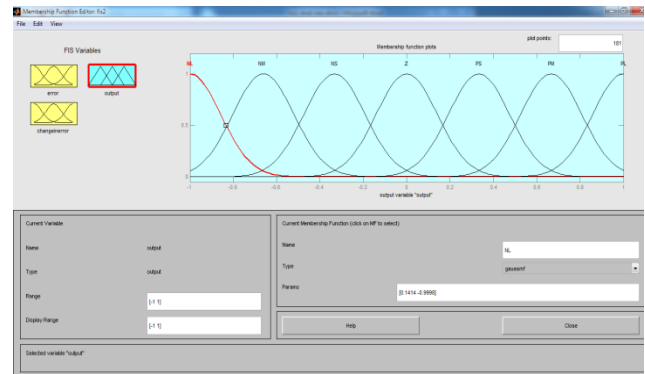 Membership Function Editor: fis2
File Edit View
FIS Variables
error
output
changeinerror
Membership function plots
plot points:
181
NL NM NS Z PS PM PL
1
0.5
0
-1 -0.8 -0.6 -0.4 -0.2 0 0.2 0.4 0.6 0.8 1
output variable "output"
Current Variable
Name output
Type output
Range [-1 1]
Display Range [-1 1]
Current Membership Function (click on MF to select)
Name NL
Type gaussmf
Params [0.1414 -0.9998]
Help
Close
Selected variable "output"